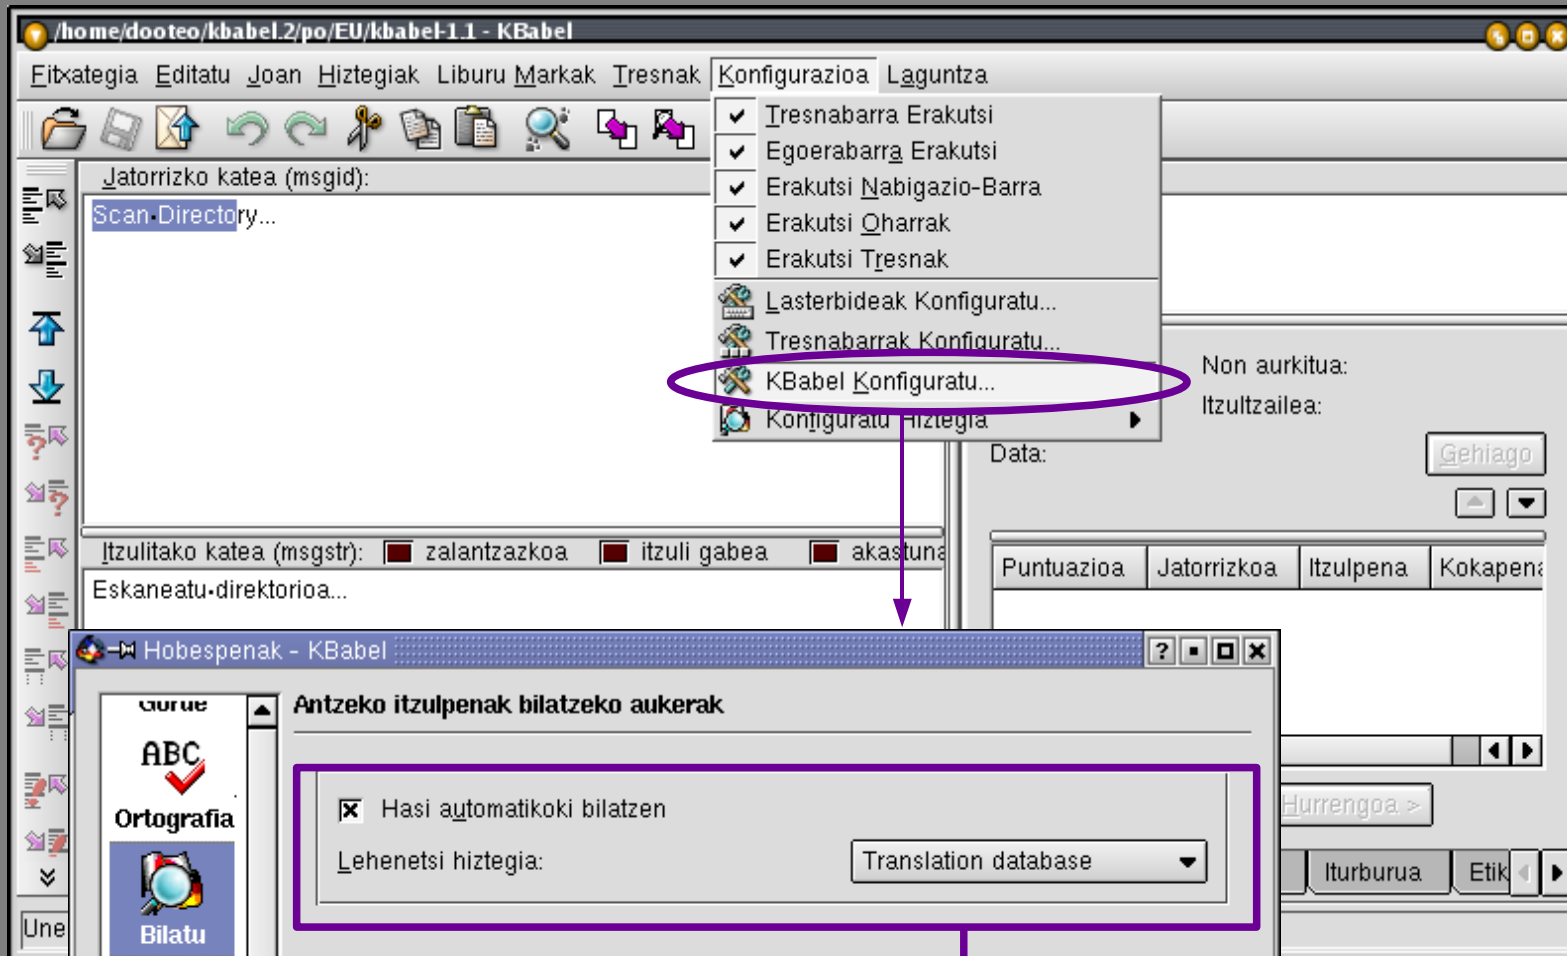 /home/dooteo/kbabel.2/po/EU/kbabel-1.1 - KBabel
Fitxategia Editatu Joan Hiztegiak Liburu Markak Tresnak Konfigurazioa Laguntza
Tresnabarra Erakutsi
Egoerabarra Erakutsi
Erakutsi Nabigazio-Barra
Erakutsi Oharrak
Erakutsi Tresnak
Lasterbideak Konfiguratu...
Tresnabarrak Konfiguratu...
KBabel Konfiguratu...
Konfiguratu Hiztegia
Jatorrizko katea (msgid):
Scan·Directory...
Non aurkitua:
Itzultzailea:
Data:
Gehiago
Itzulitako katea (msgstr): zalantzazkoa itzuli gabea akastuna
Eskaneatu·direktorioa...
Puntuazioa Jatorrizkoa Itzulpena Kokapena
Hobespenak - KBabel
Gorde
ABC
Ortografia
Bilatu
Antzeko itzulpenak bilatzeko aukerak
Hasi automatikoki bilatzen
Lehenetsi hiztegia: Translation database
Hurrengoa >
Iturburua Etik
Une